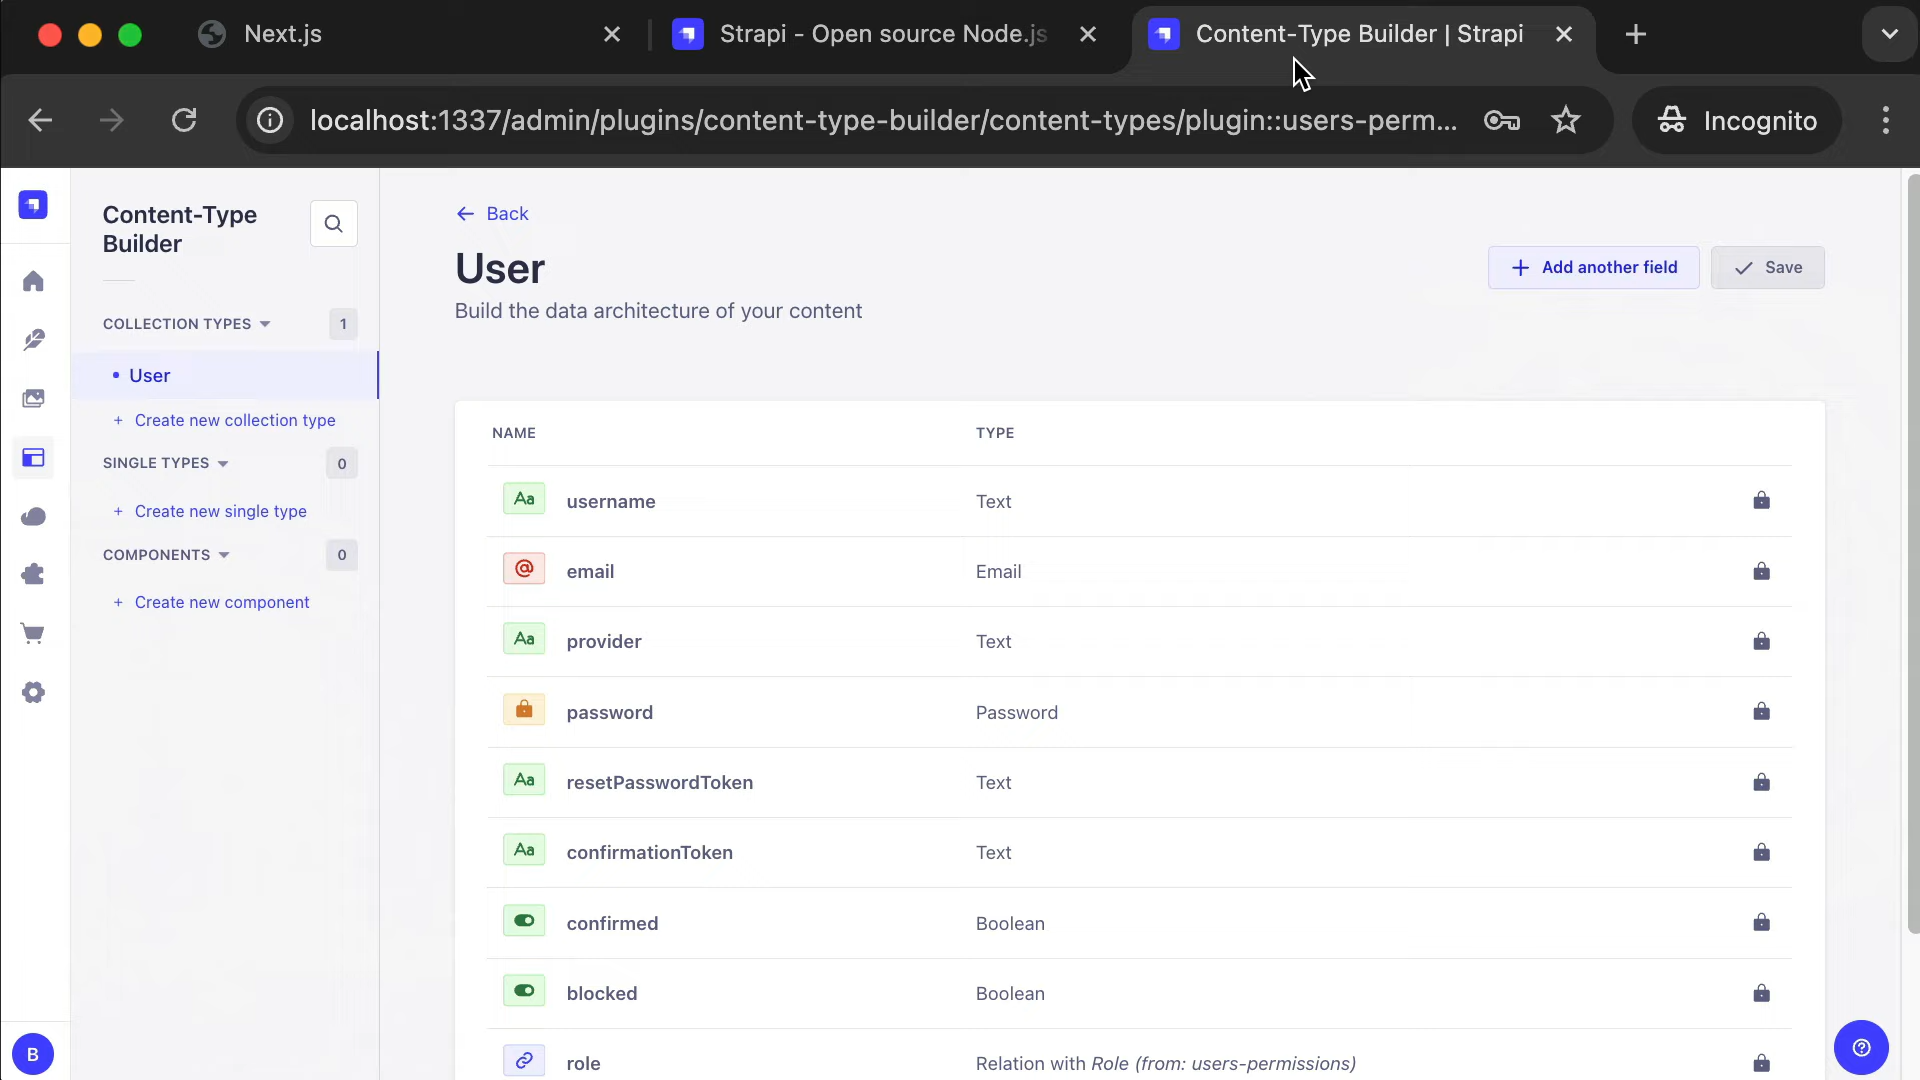 Next.js
Strapi - Open source Node.js
Content-Type Builder | Strapi
localhost:1337/admin/plugins/content-type-builder/content-types/plugin::users-perm...
Incognito
Content-Type
Builder
COLLECTION TYPES
1
User
+ Create new collection type
SINGLE TYPES
0
+ Create new single type
COMPONENTS
0
+ Create new component
B
Back
User
Build the data architecture of your content
+ Add another field
Save
NAME TYPE
Aa username Text
@ email Email
Aa provider Text
password Password
Aa resetPasswordToken Text
Aa confirmationToken Text
confirmed Boolean
blocked Boolean
role Relation with Role (from: users-permissions)